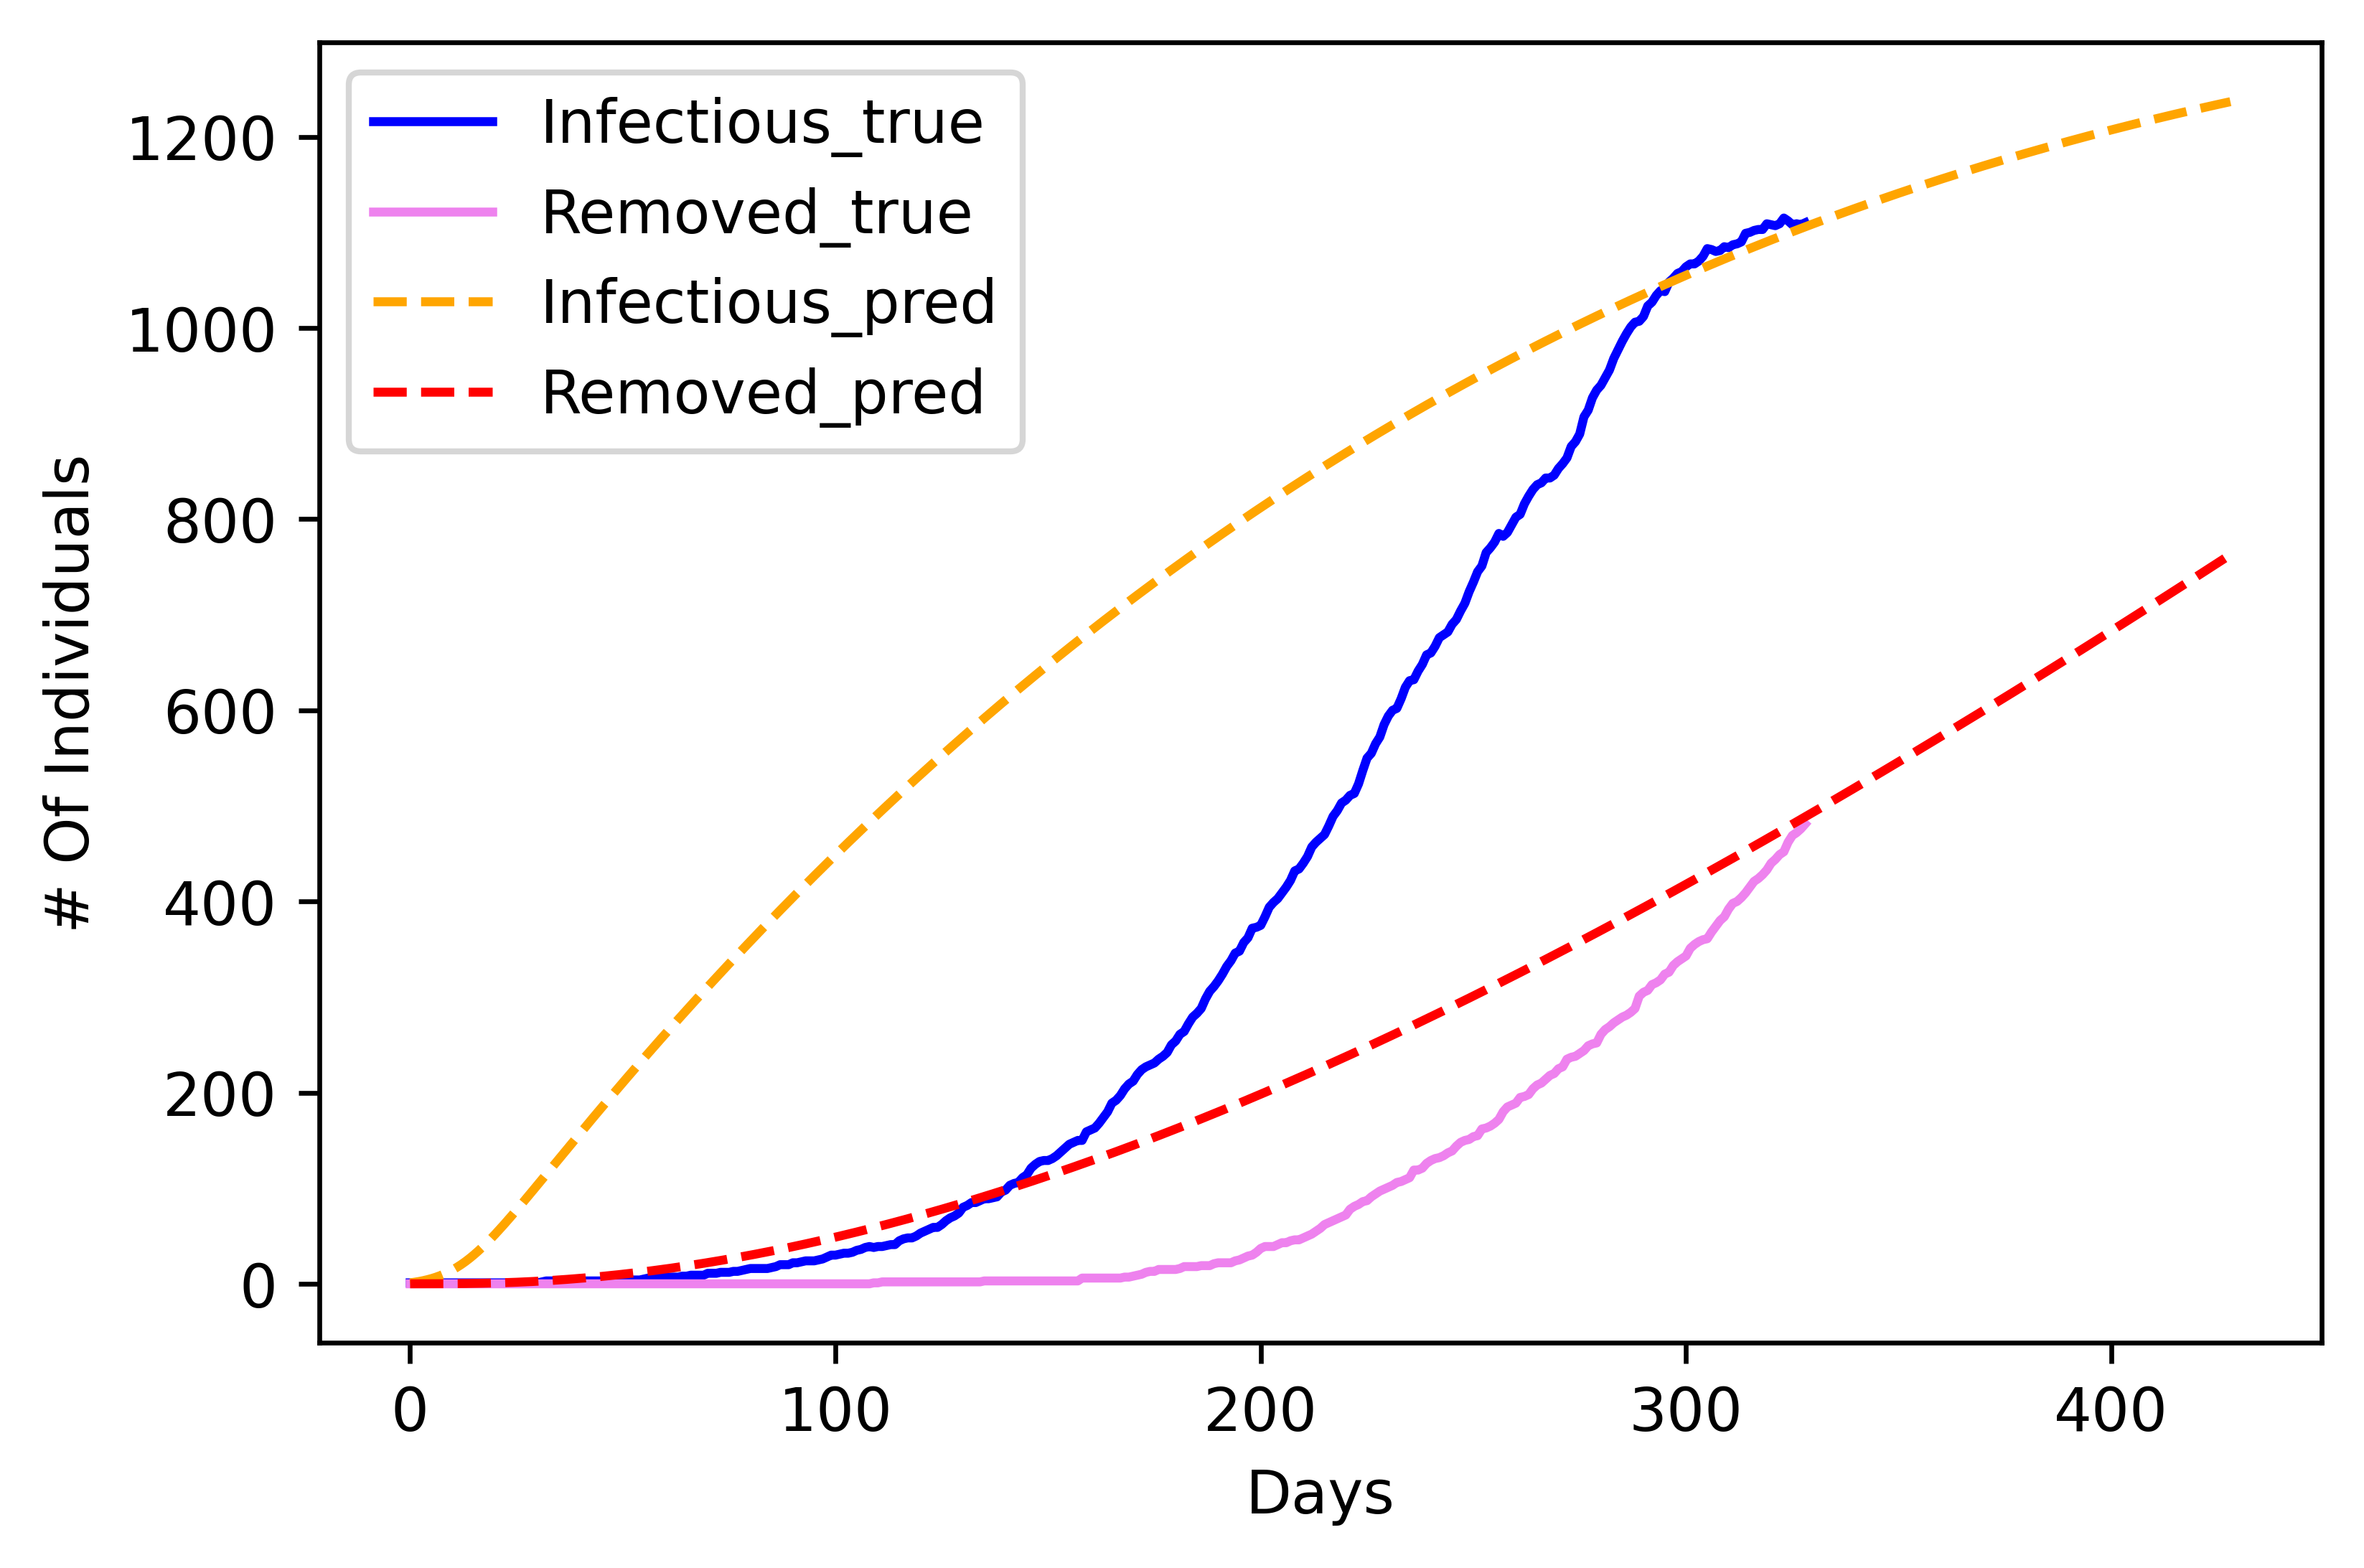 Infectious_true
Removed_true
Infectious_pred
Removed_pred
1200
1000
800
600
400
200
0
# Of Individuals
0 100 200 300 400
Days